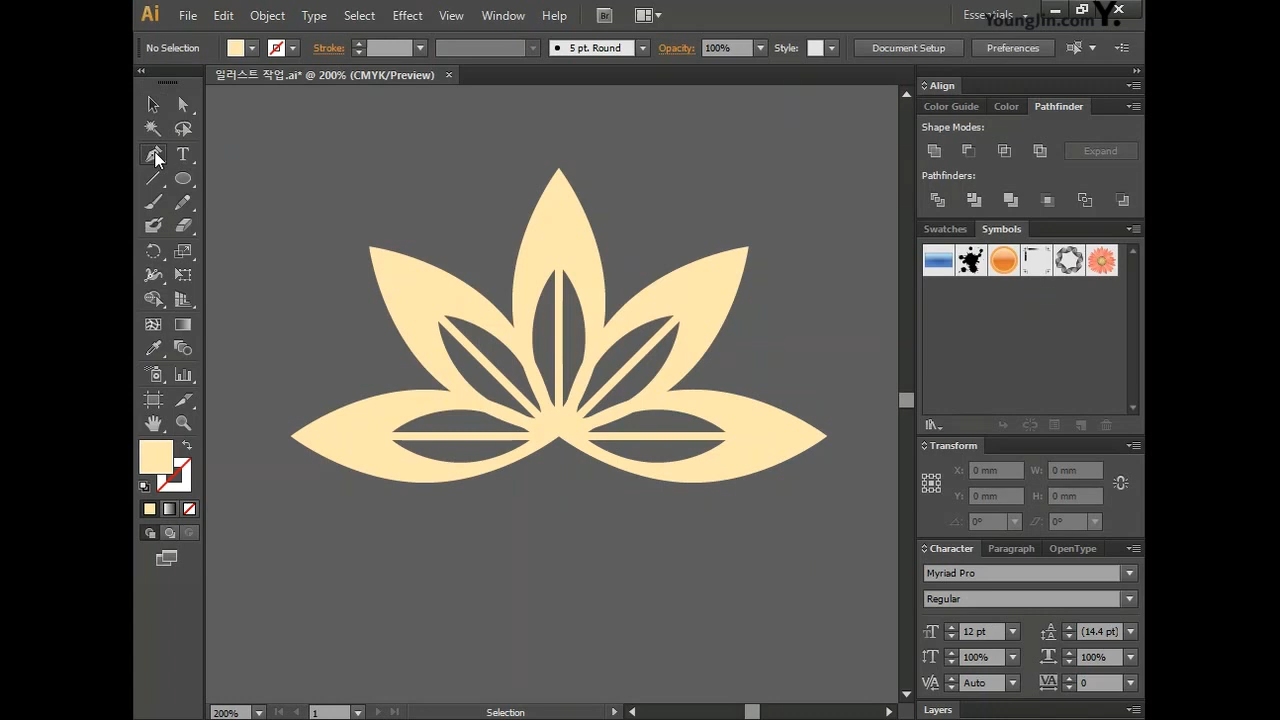 Ai File Edit Object Type Select Effect View Window Help Br Essentials
YoungJin.com Y.
No Selection Stroke: 5 pt. Round Opacity: 100% Style: Document Setup Preferences
일러스트 작업.ai* @ 200% (CMYK/Preview) ×
Align
Color Guide Color Pathfinder
Shape Modes:
Expand
Pathfinders:
Swatches Symbols
Transform
X: 0 mm W: 0 mm
Y: 0 mm H: 0 mm
0° 0°
Character Paragraph OpenType
Myriad Pro
Regular
12 pt (14.4 pt)
100% 100%
Auto 0
Layers
200% 1 Selection